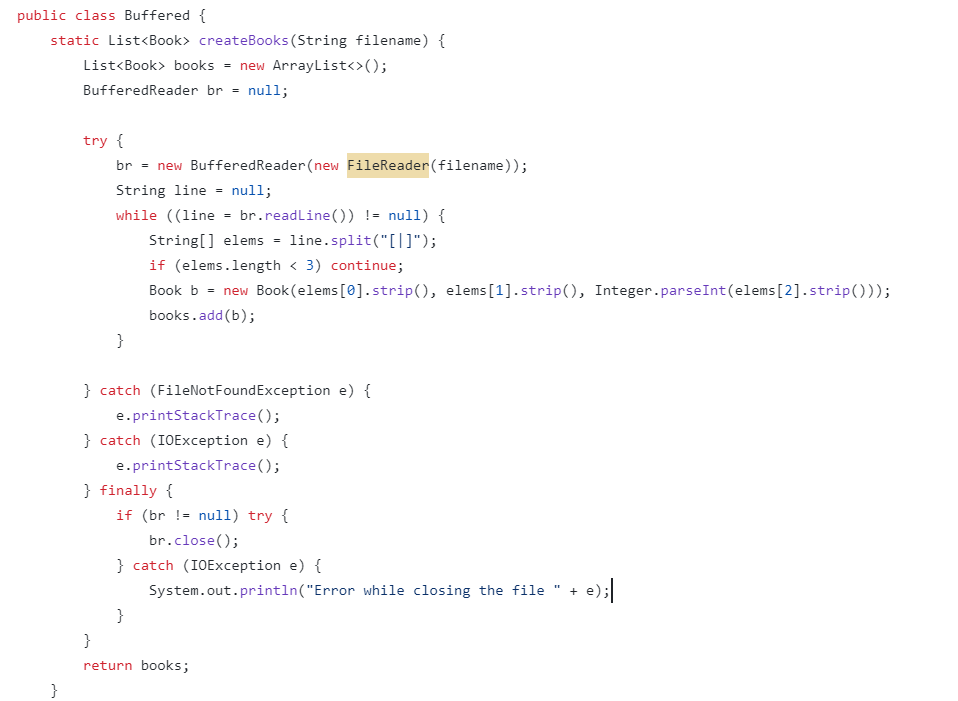 public class Buffered {
    static List<Book> createBooks(String filename) {
        List<Book> books = new ArrayList<>();
        BufferedReader br = null;

        try {
            br = new BufferedReader(new FileReader(filename));
            String line = null;
            while ((line = br.readLine()) != null) {
                String[] elems = line.split("[|]");
                if (elems.length < 3) continue;
                Book b = new Book(elems[0].strip(), elems[1].strip(), Integer.parseInt(elems[2].strip()));
                books.add(b);
            }

        } catch (FileNotFoundException e) {
            e.printStackTrace();
        } catch (IOException e) {
            e.printStackTrace();
        } finally {
            if (br != null) try {
                br.close();
            } catch (IOException e) {
                System.out.println("Error while closing the file " + e);
            }
        }
        return books;
    }